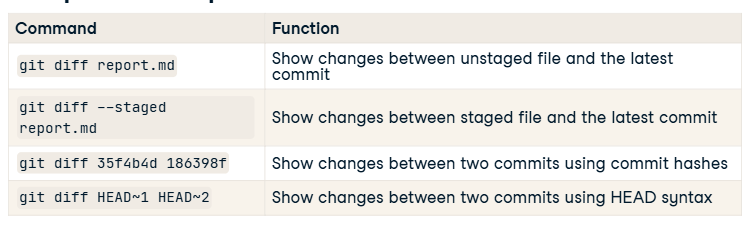 Command Function
git diff report.md Show changes between unstaged file and the latest
commit
git diff --staged
report.md
Show changes between staged file and the latest commit
git diff 35f4b4d 186398f Show changes between two commits using commit hashes
git diff HEAD~1 HEAD~2 Show changes between two commits using HEAD syntax